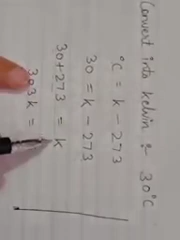 Convert into kelvin :- 30°C
°C = K - 273
30 = K - 273
30+273 = K
303 K =